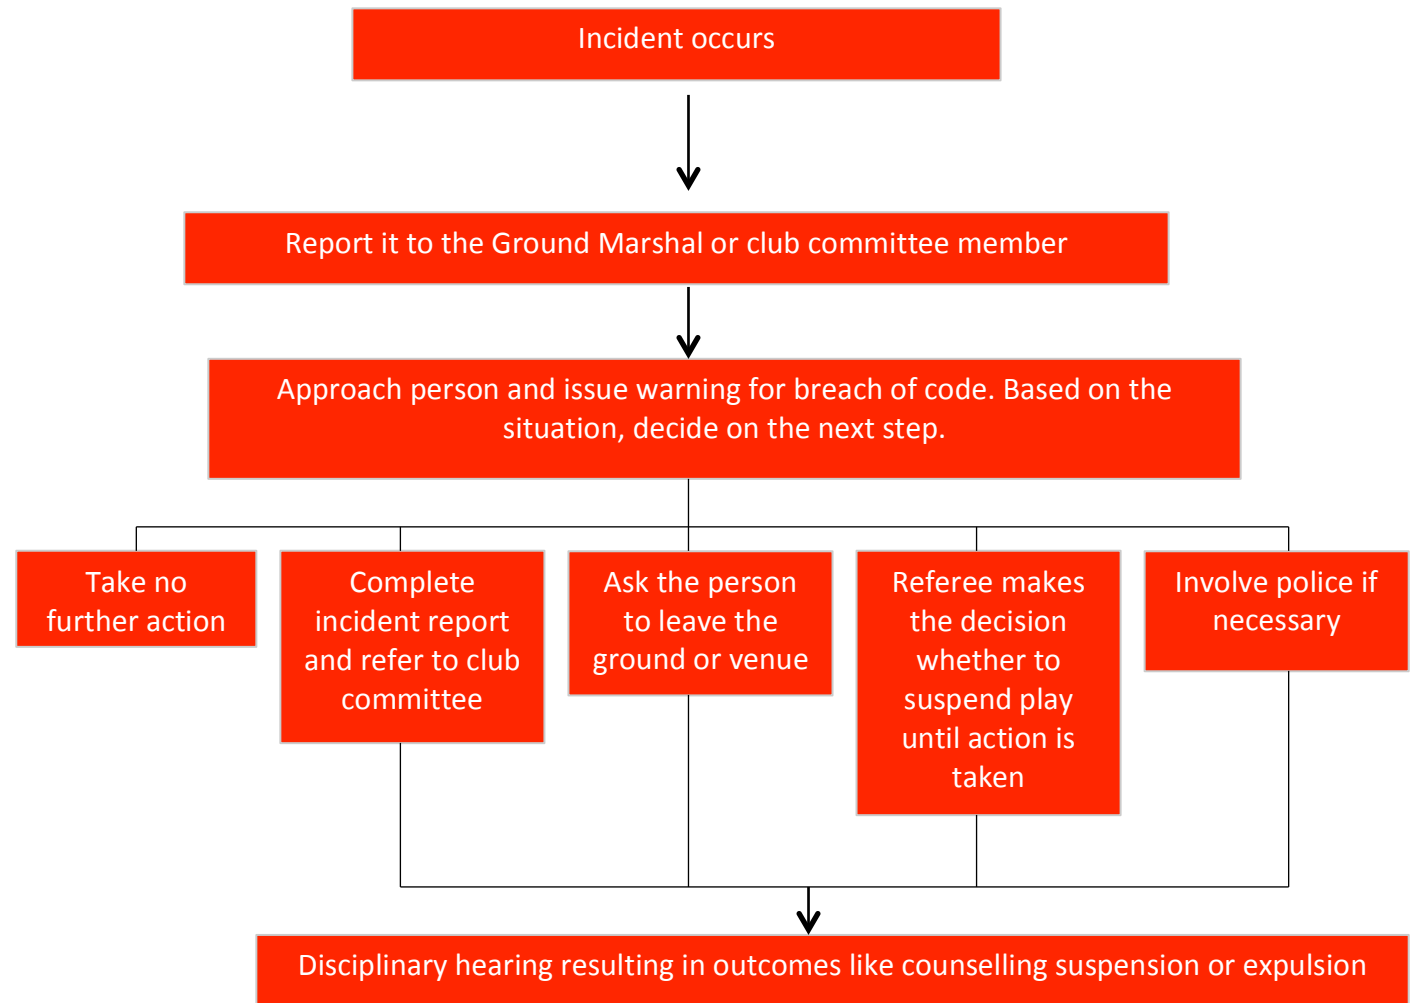 Incident occurs
Report it to the Ground Marshal or club committee member
Approach person and issue warning for breach of code. Based on the
situation, decide on the next step.
Take no
further action
Complete
incident report
and refer to club
committee
Ask the person
to leave the
ground or venue
Referee makes
the decision
whether to
suspend play
until action is
taken
Involve police if
necessary
Disciplinary hearing resulting in outcomes like counselling suspension or expulsion